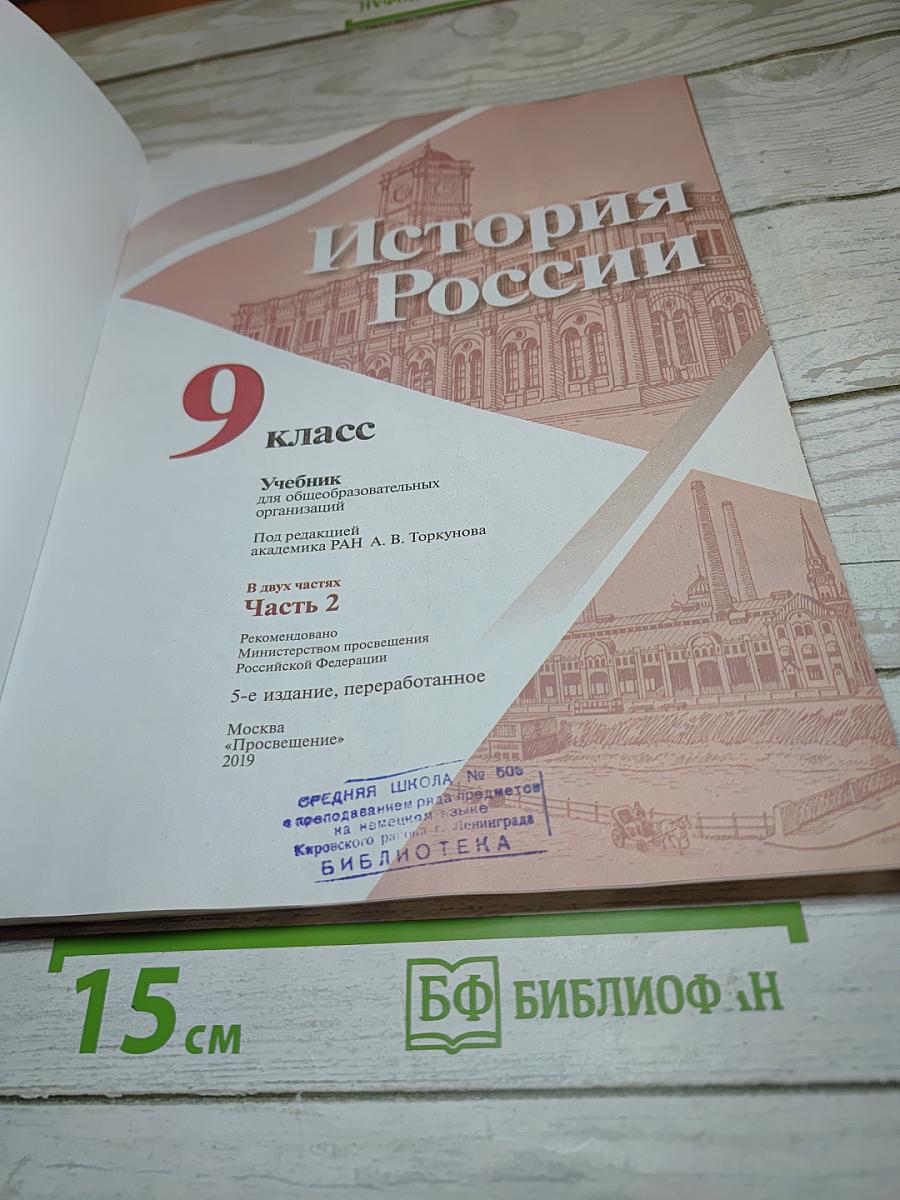 История
России
9 класс
Учебник
для общеобразовательных
организаций
Под редакцией
академика РАН А. В. Торкунова
В двух частях
Часть 2
Рекомендовано
Министерством просвещения
Российской Федерации
5-е издание, переработанное
Москва
«Просвещение»
2019
СРЕДНЯЯ ШКОЛА № 505
с преподаванием ряда предметов
на немецком языке
Кировского района г. Ленинграда
БИБЛИОТЕКА
15 см
БФ БИБЛИОФ